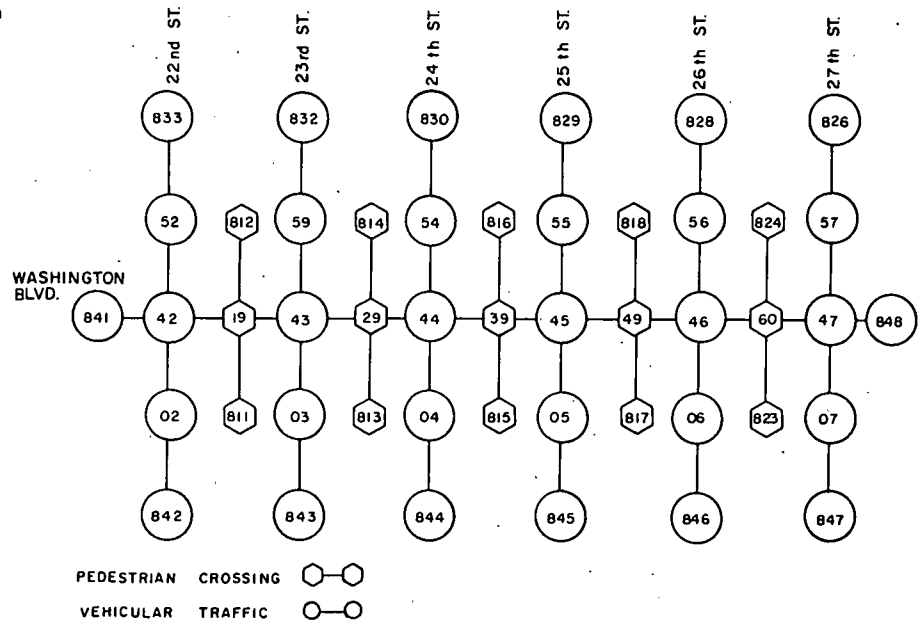 22nd ST. 23rd ST. 24th ST. 25th ST. 26th ST. 27th ST.
833 832 830 829 828 826
52 812 59 814 54 816 55 818 56 824 57
WASHINGTON
BLVD.
841 42 19 43 29 44 39 45 49 46 60 47 848
02 811 03 813 04 815 05 817 06 823 07
842 843 844 845 846 847
PEDESTRIAN CROSSING
VEHICULAR TRAFFIC